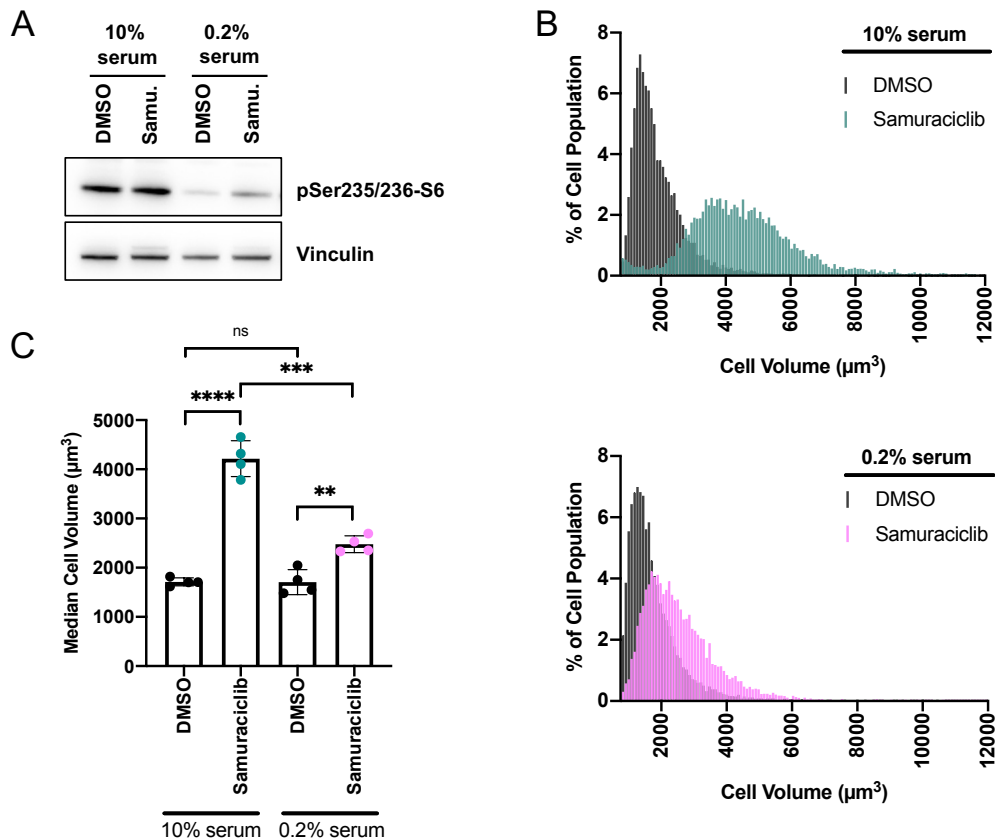 A
10% serum
0.2% serum
DMSO
Samu.
DMSO
Samu.
pSer235/236-S6
Vinculin
B
10% serum
DMSO
Samuraciclib
% of Cell Population
8
6
4
2
0
2000
4000
6000
8000
10000
12000
Cell Volume (µm³)
0.2% serum
DMSO
Samuraciclib
% of Cell Population
8
6
4
2
0
2000
4000
6000
8000
10000
12000
Cell Volume (µm³)
C
ns
***
****
**
Median Cell Volume (µm³)
5000
4000
3000
2000
1000
0
DMSO
Samuraciclib
DMSO
Samuraciclib
10% serum
0.2% serum